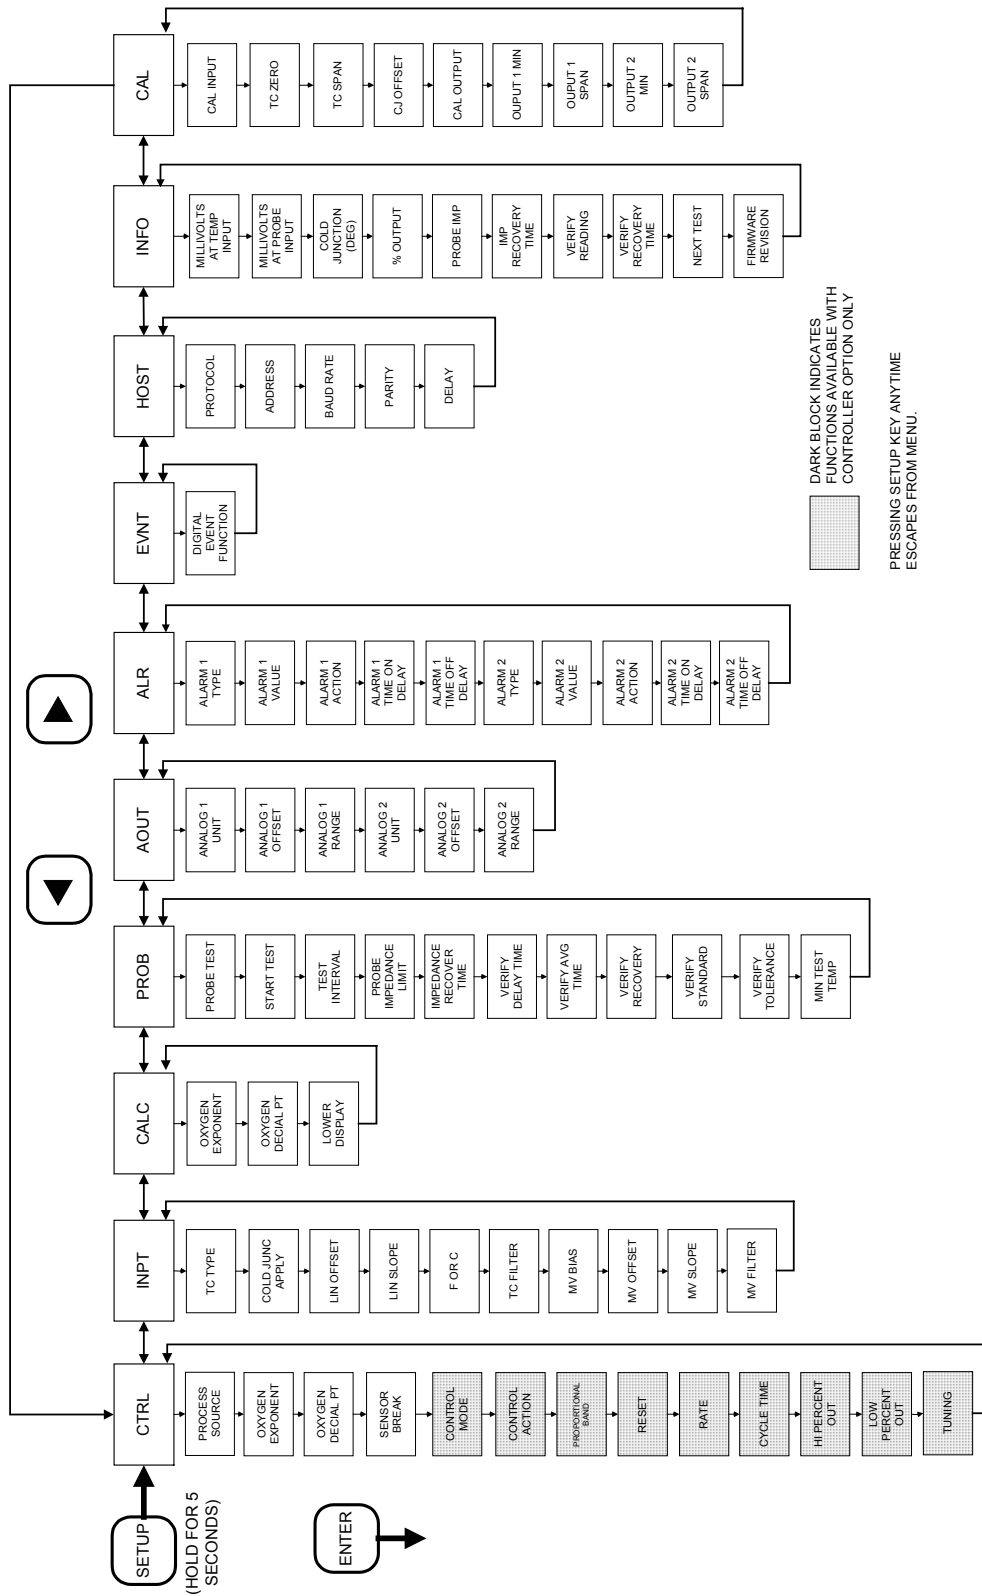 SETUP
(HOLD FOR 5
SECONDS)
ENTER
CTRL
PROCESS
SOURCE
OXYGEN
EXPONENT
OXYGEN
DECIAL PT
SENSOR
BREAK
CONTROL
MODE
CONTROL
ACTION
PROPORTIONAL
BAND
RESET
RATE
CYCLE TIME
HI PERCENT
OUT
LOW
PERCENT
OUT
TUNING
INPT
TC TYPE
COLD JUNC
APPLY
LIN OFFSET
LIN SLOPE
F OR C
TC FILTER
MV BIAS
MV OFFSET
MV SLOPE
MV FILTER
CALC
OXYGEN
EXPONENT
OXYGEN
DECIAL PT
LOWER
DISPLAY
PROB
PROBE TEST
START TEST
TEST
INTERVAL
PROBE
IMPEDANCE
LIMIT
IMPEDANCE
RECOVER
TIME
VERIFY
DELAY TIME
VERIFY AVG
TIME
VERIFY
RECOVERY
VERIFY
STANDARD
VERIFY
TOLERANCE
MIN TEST
TEMP
AOUT
ANALOG 1
UNIT
ANALOG 1
OFFSET
ANALOG 1
RANGE
ANALOG 2
UNIT
ANALOG 2
OFFSET
ANALOG 2
RANGE
ALR
ALARM 1
TYPE
ALARM 1
VALUE
ALARM 1
ACTION
ALARM 1
TIME ON
DELAY
ALARM 1
TIME OFF
DELAY
ALARM 2
TYPE
ALARM 2
VALUE
ALARM 2
ACTION
ALARM 2
TIME ON
DELAY
ALARM 2
TIME OFF
DELAY
EVNT
DIGITAL
EVENT
FUNCTION
HOST
PROTOCOL
ADDRESS
BAUD RATE
PARITY
DELAY
INFO
MILLIVOLTS
AT TEMP
INPUT
MILLIVOLTS
AT PROBE
INPUT
COLD
JUNCTION
(DEG)
% OUTPUT
PROBE IMP
IMP
RECOVERY
TIME
VERIFY
READING
VERIFY
RECOVERY
TIME
NEXT TEST
FIRMWARE
REVISION
CAL
CAL INPUT
TC ZERO
TC SPAN
CJ OFFSET
CAL OUTPUT
OUPUT 1 MIN
OUPUT 1
SPAN
OUTPUT 2
MIN
OUTPUT 2
SPAN
DARK BLOCK INDICATES
FUNCTIONS AVAILABLE WITH
CONTROLLER OPTION ONLY
PRESSING SETUP KEY ANYTIME
ESCAPES FROM MENU.